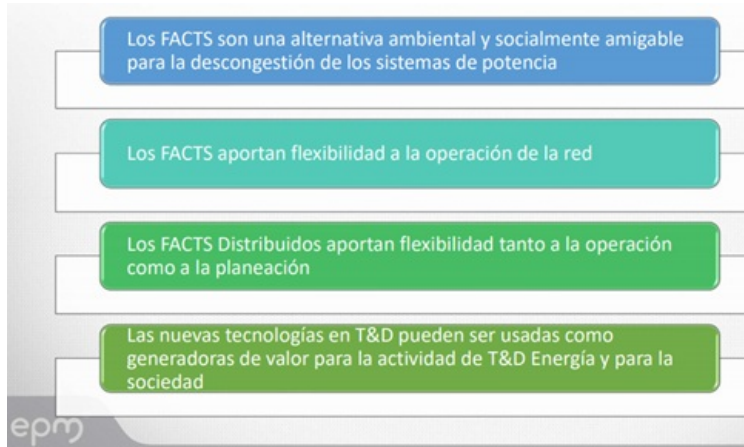 Los FACTS son una alternativa ambiental y socialmente amigable
para la descongestión de los sistemas de potencia
Los FACTS aportan flexibilidad a la operación de la red
Los FACTS Distribuidos aportan flexibilidad tanto a la operación
como a la planeación
Las nuevas tecnologías en T&D pueden ser usadas como
generadoras de valor para la actividad de T&D Energía y para la
sociedad
epm